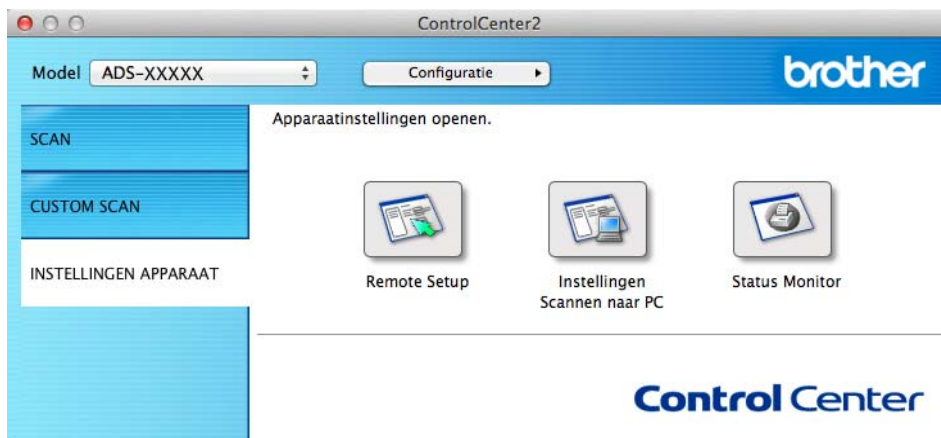 ControlCenter2
Model ADS-XXXXX Configuratie brother
SCAN
CUSTOM SCAN
INSTELLINGEN APPARAAT
Apparaatinstellingen openen.
Remote Setup
Instellingen
Scannen naar PC
Status Monitor
Control Center